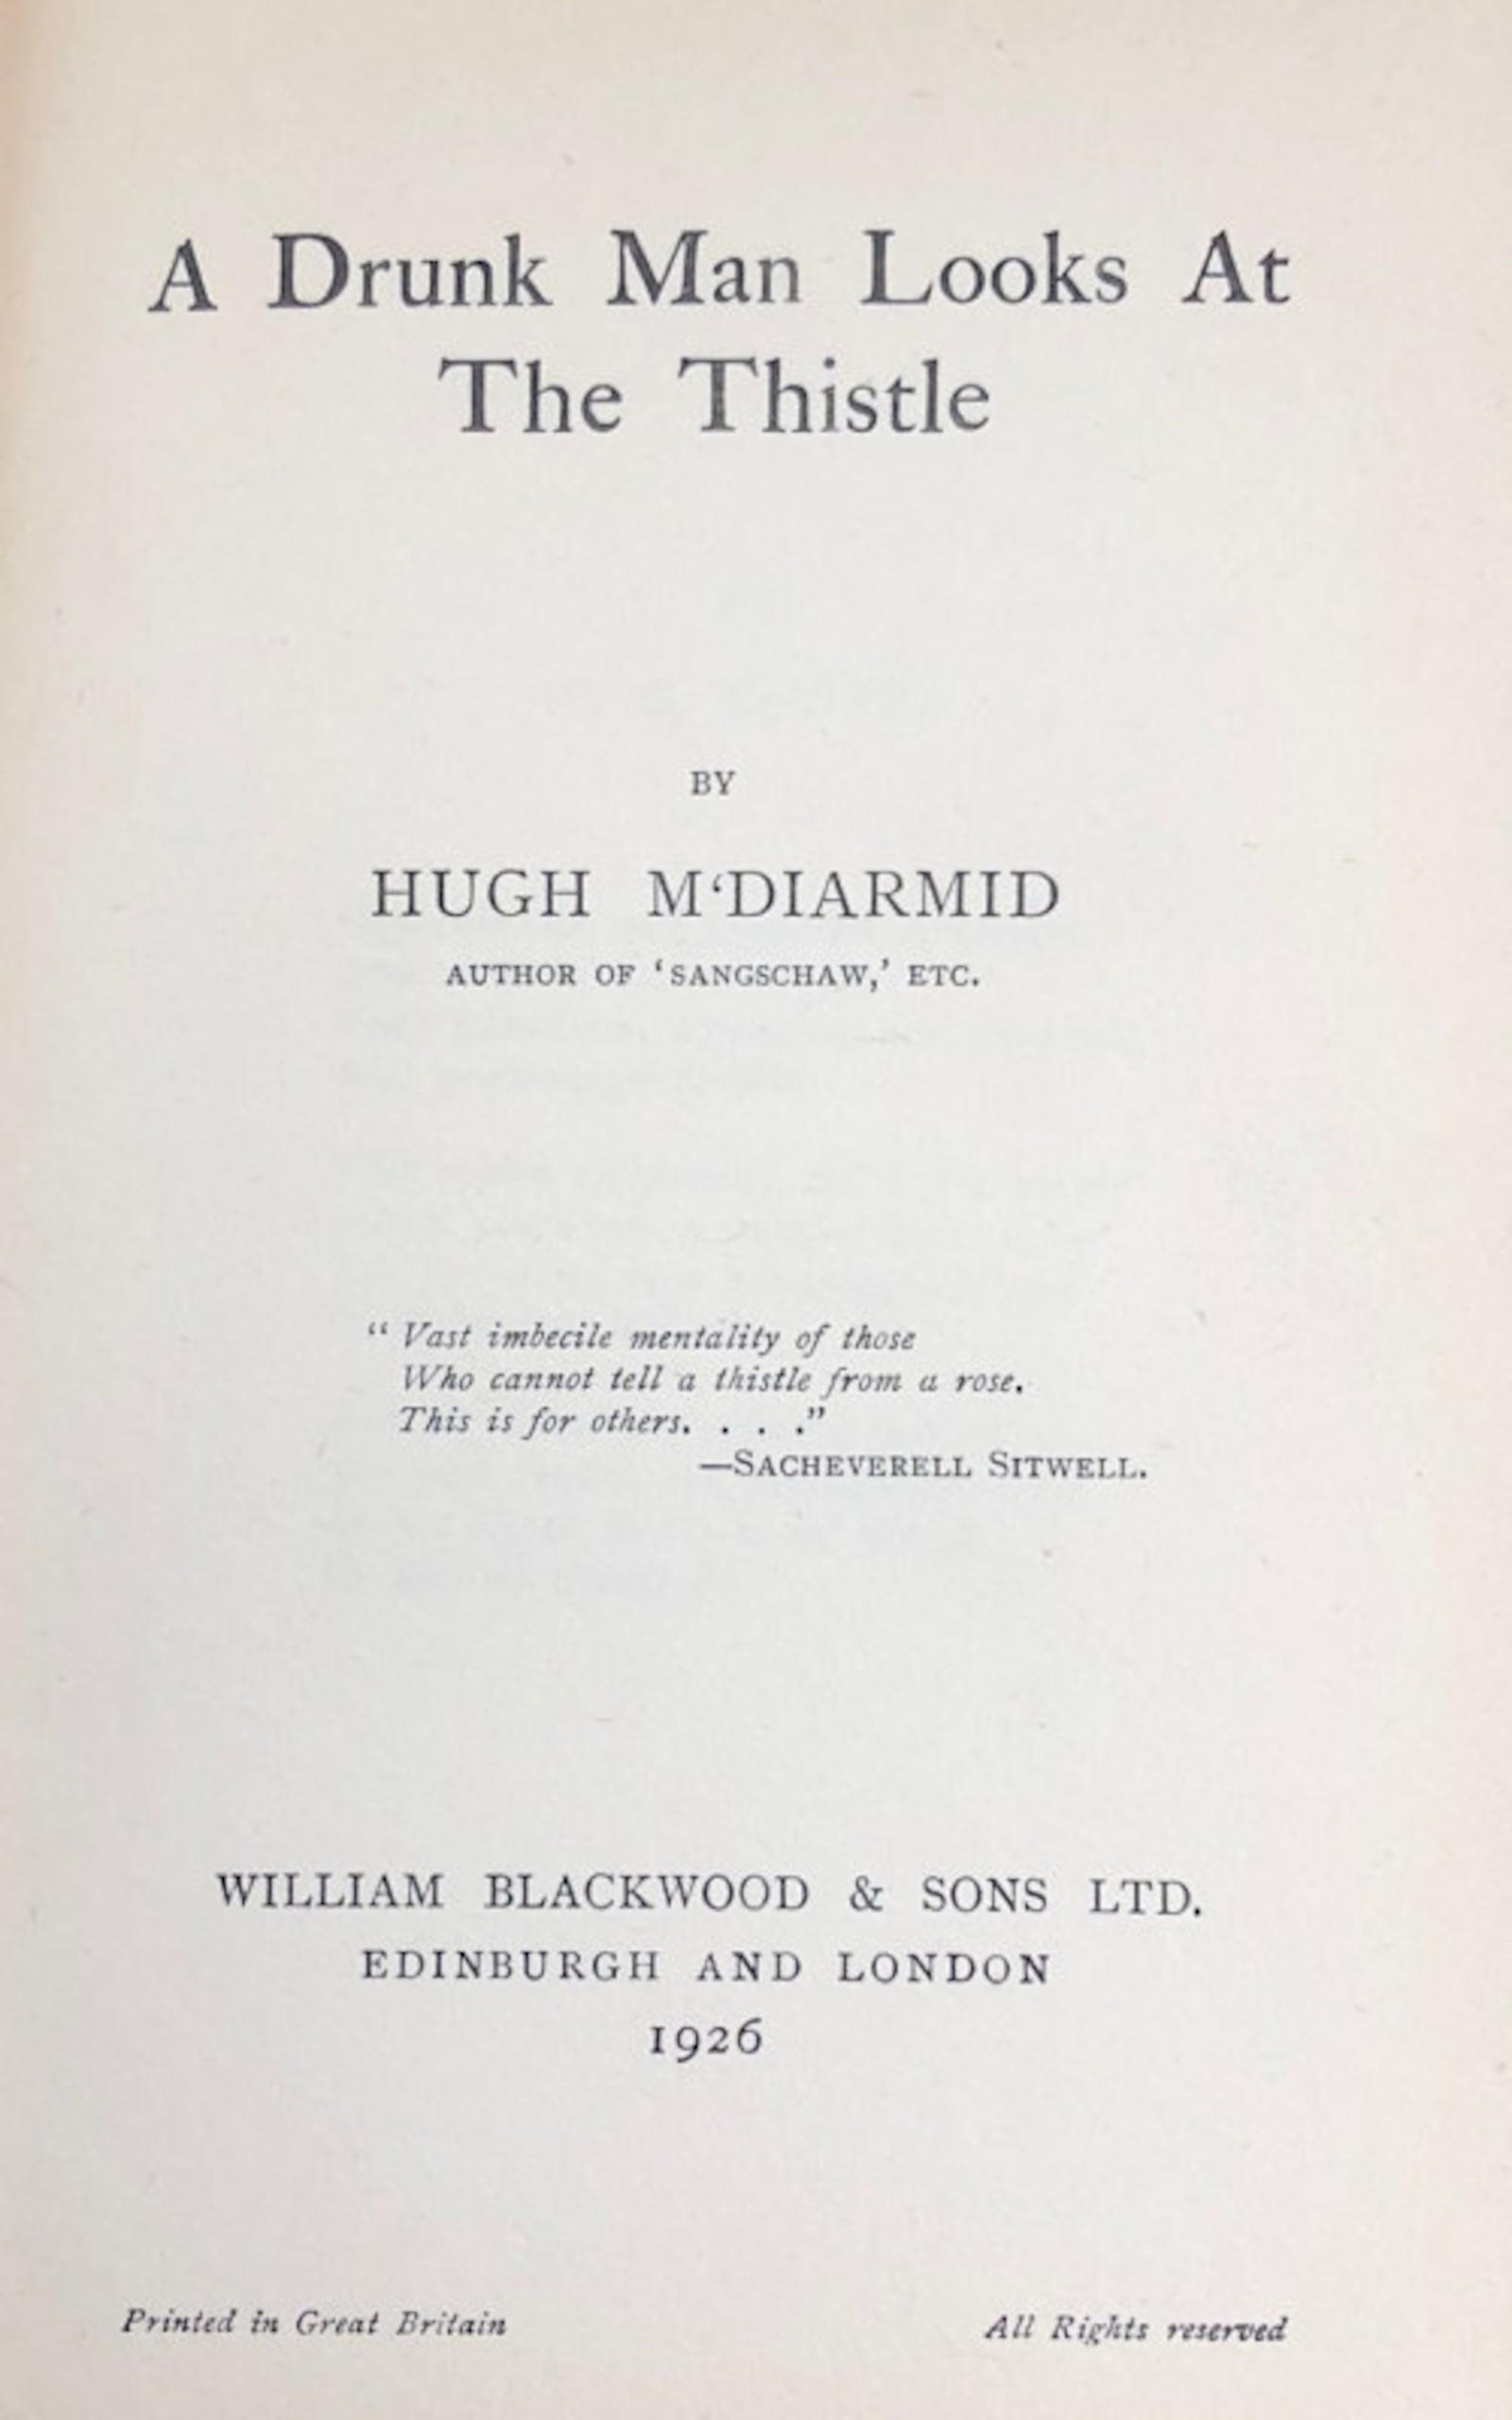 A Drunk Man Looks At
The Thistle
BY
HUGH M‘DIARMID
AUTHOR OF ‘SANGSCHAW,’ ETC.
“ Vast imbecile mentality of those
Who cannot tell a thistle from a rose.
This is for others. . . .”
—SACHEVERELL SITWELL.
WILLIAM BLACKWOOD & SONS LTD.
EDINBURGH AND LONDON
1926
Printed in Great Britain
All Rights reserved